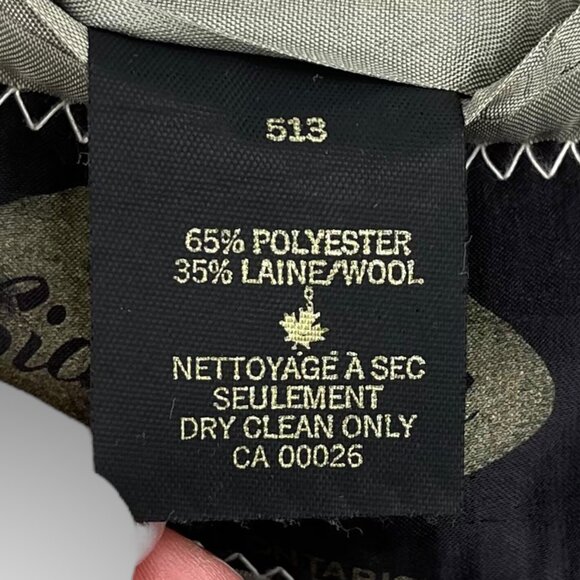 513
65% POLYESTER
35% LAINE/WOOL
NETTOYAGE À SEC
SEULEMENT
DRY CLEAN ONLY
CA 00026